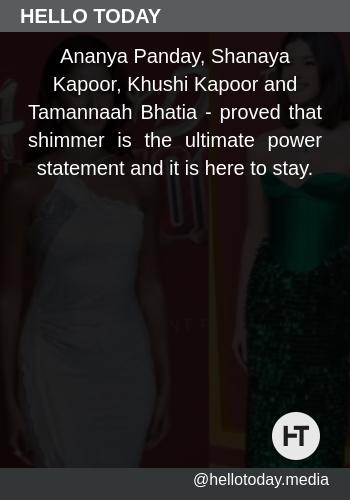 HELLO TODAY
Ananya Panday, Shanaya
Kapoor, Khushi Kapoor and
Tamannaah Bhatia - proved that
shimmer is the ultimate power
statement and it is here to stay.
HT
@hellotoday.media